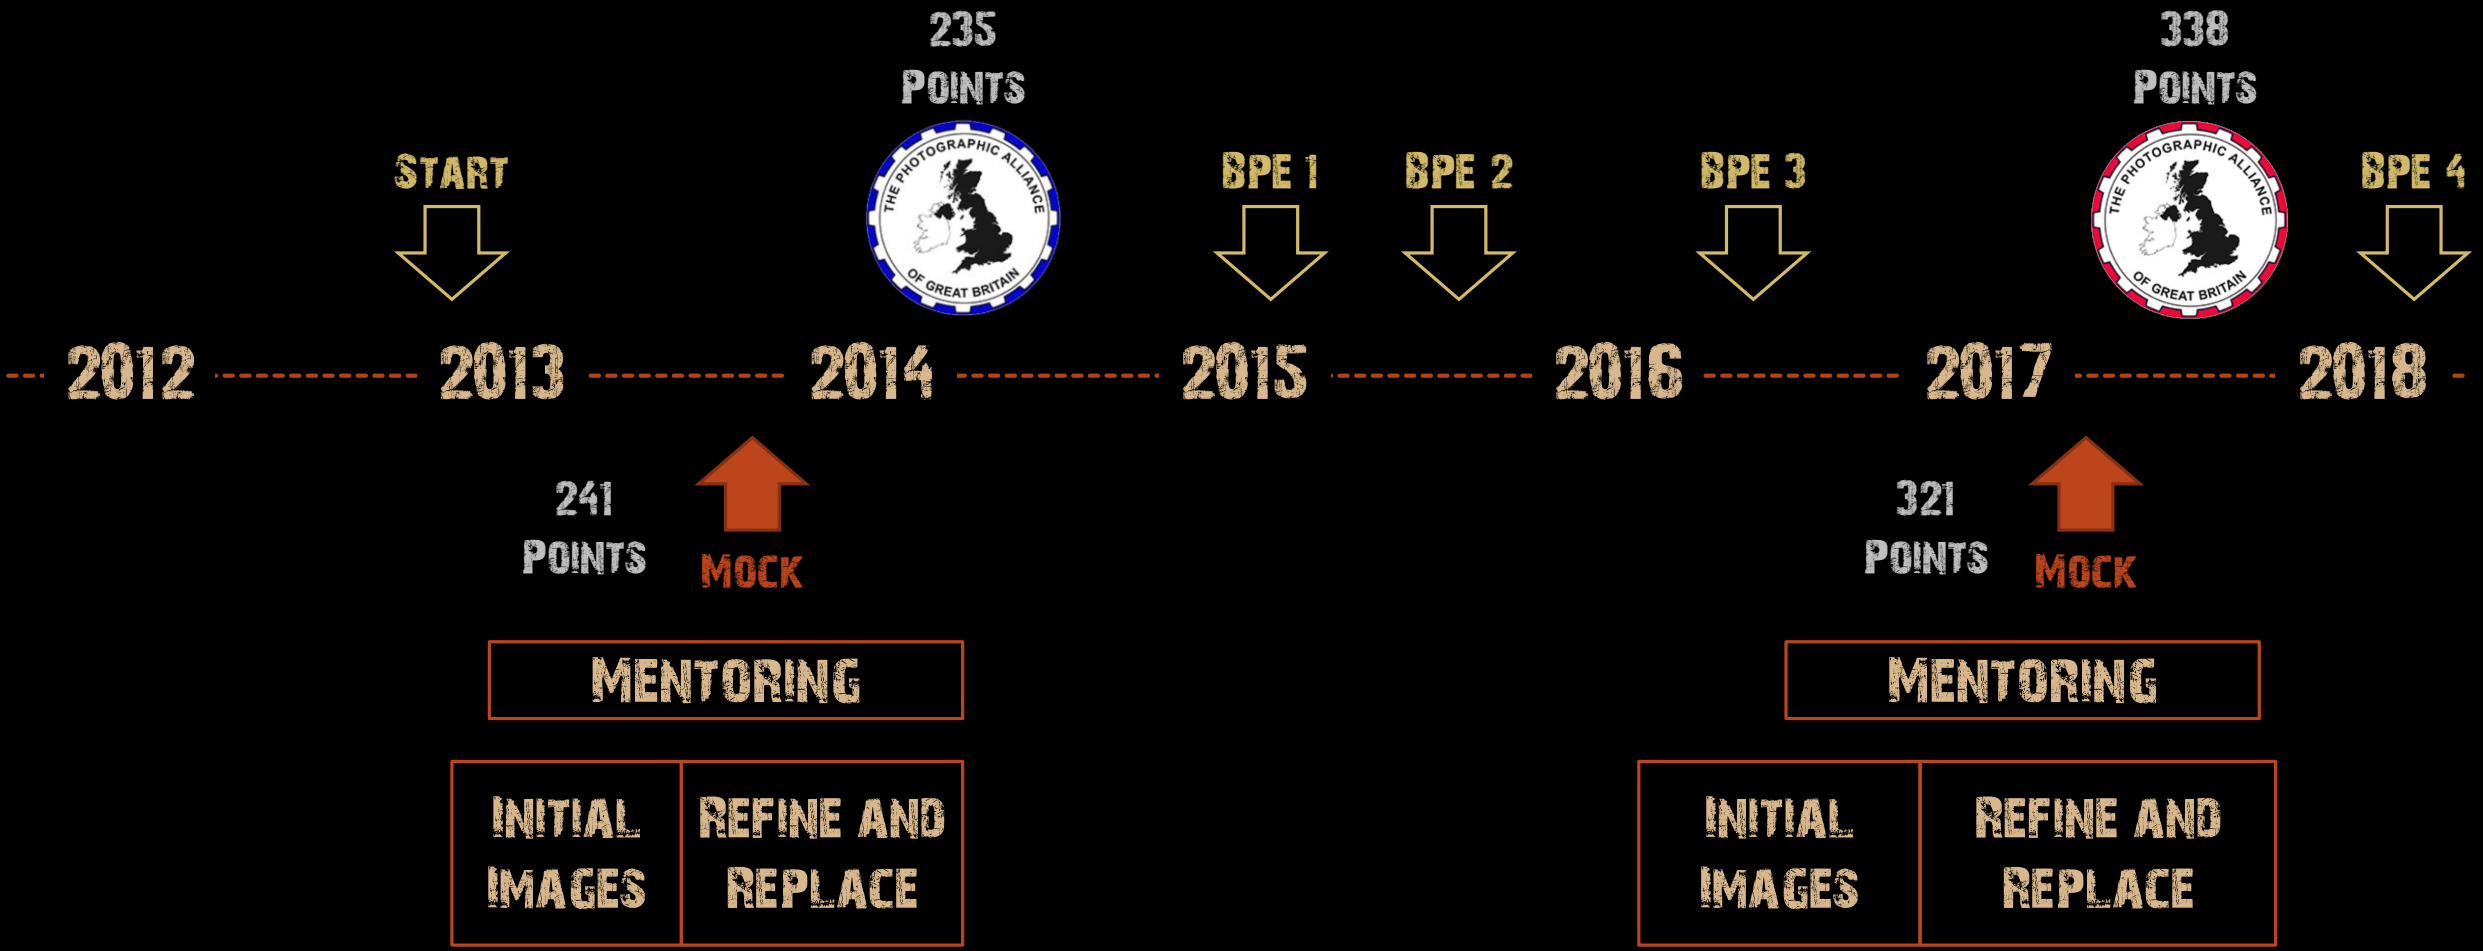 235
POINTS
338
POINTS
START
THE PHOTOGRAPHIC ALLIANCE
OF GREAT BRITAIN
BPE 1
BPE 2
BPE 3
THE PHOTOGRAPHIC ALLIANCE
OF GREAT BRITAIN
BPE 4
2012
2013
2014
2015
2016
2017
2018
241
POINTS
MOCK
321
POINTS
MOCK
MENTORING
MENTORING
INITIAL
IMAGES
REFINE AND
REPLACE
INITIAL
IMAGES
REFINE AND
REPLACE